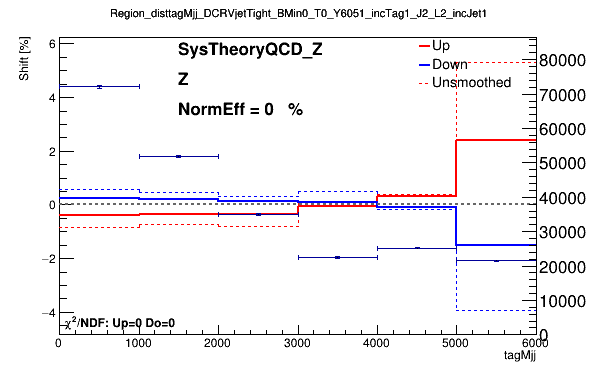 Region_disttagMjj_DCRVjetTight_BMin0_T0_Y6051_incTag1_J2_L2_incJet1
Shift [%]
SysTheoryQCD_Z
Z
NormEff = 0 %
Up
Down
Unsmoothed
6
4
2
0
−2
−4
80000
70000
60000
50000
40000
30000
20000
10000
0
χ²/NDF: Up=0 Do=0
0 1000 2000 3000 4000 5000 6000
tagMjj